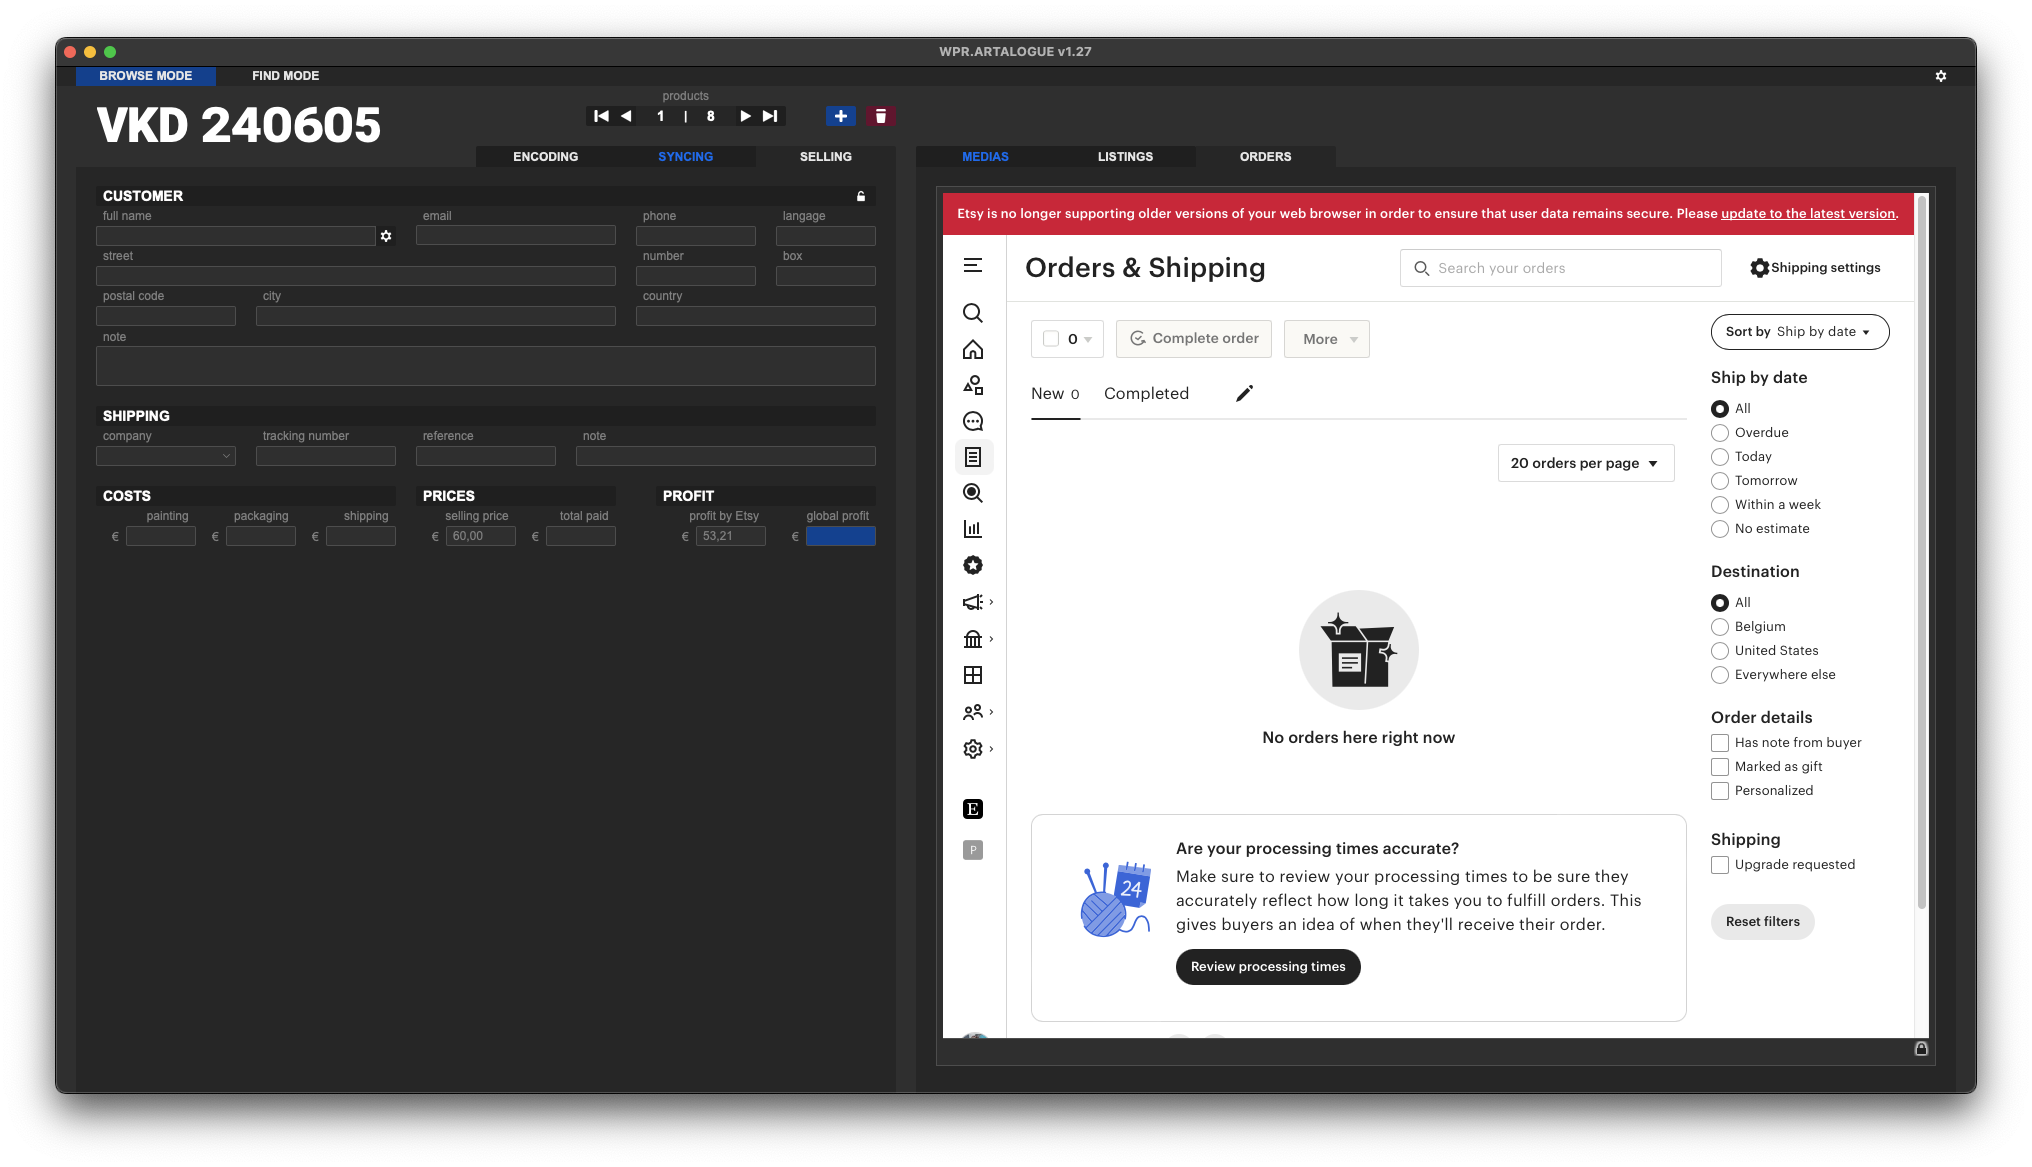 WPR.ARTALOGUE v1.27
BROWSE MODE
FIND MODE
VKD 240605
products
1 | 8
ENCODING
SYNCING
SELLING
MEDIAS
LISTINGS
ORDERS
CUSTOMER
full name
email
phone
langage
street
number
box
postal code
city
country
note
SHIPPING
company
tracking number
reference
note
COSTS
PRICES
PROFIT
painting
packaging
shipping
selling price
total paid
profit by Etsy
global profit
€
€
€
€ 60,00
€
€ 53,21
€
Etsy is no longer supporting older versions of your web browser in order to ensure that user data remains secure. Please update to the latest version.
Orders & Shipping
Search your orders
Shipping settings
0
Complete order
More
Sort by Ship by date
New 0
Completed
20 orders per page
Ship by date
All
Overdue
Today
Tomorrow
Within a week
No estimate
Destination
All
Belgium
United States
Everywhere else
Order details
Has note from buyer
Marked as gift
Personalized
Shipping
Upgrade requested
Reset filters
No orders here right now
E
P
24
Are your processing times accurate?
Make sure to review your processing times to be sure they
accurately reflect how long it takes you to fulfill orders. This
gives buyers an idea of when they'll receive their order.
Review processing times